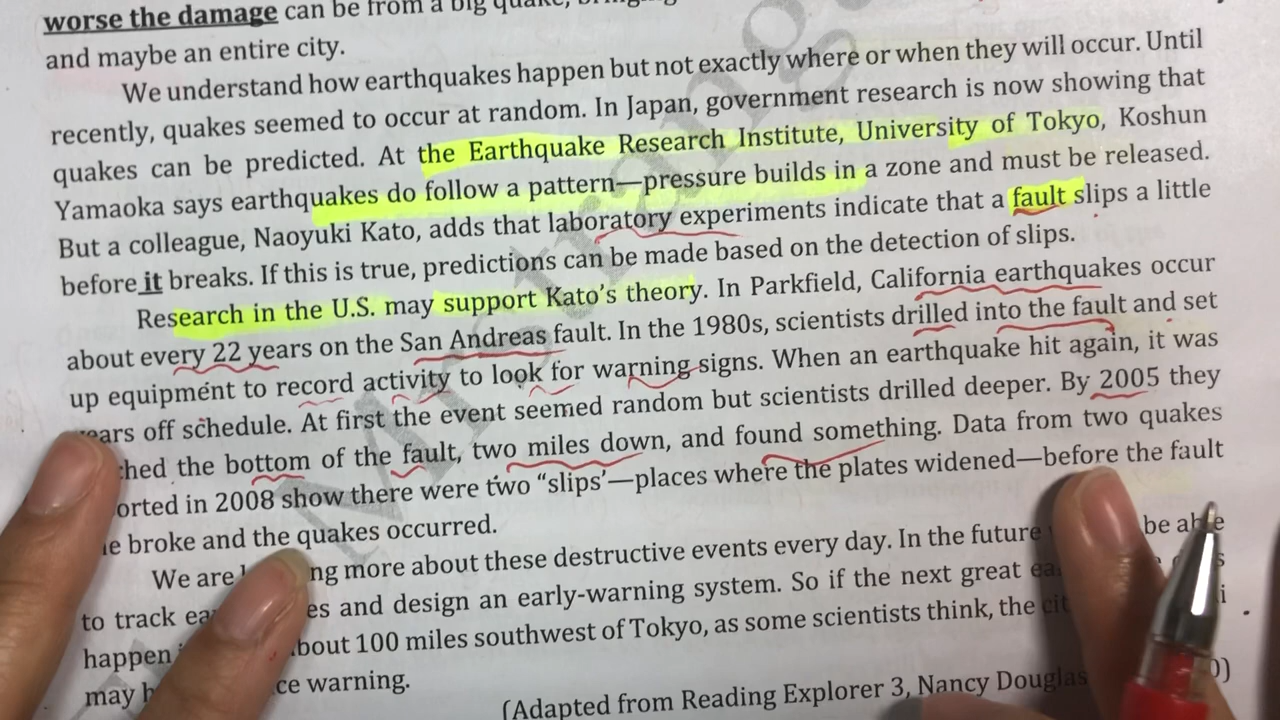 worse the damage can be from a big quake,
and maybe an entire city.
We understand how earthquakes happen but not exactly where or when they will occur. Until
recently, quakes seemed to occur at random. In Japan, government research is now showing that
quakes can be predicted. At the Earthquake Research Institute, University of Tokyo, Koshun
Yamaoka says earthquakes do follow a pattern—pressure builds in a zone and must be released.
But a colleague, Naoyuki Kato, adds that laboratory experiments indicate that a fault slips a little
before it breaks. If this is true, predictions can be made based on the detection of slips.
Research in the U.S. may support Kato's theory. In Parkfield, California earthquakes occur
about every 22 years on the San Andreas fault. In the 1980s, scientists drilled into the fault and set
up equipment to record activity to look for warning signs. When an earthquake hit again, it was
years off schedule. At first the event seemed random but scientists drilled deeper. By 2005 they
the bottom of the fault, two miles down, and found something. Data from two quakes
in 2008 show there were two “slips’—places where the plates widened—before the fault
broke and the quakes occurred.
We are more about these destructive events every day. In the future be able
to track and design an early-warning system. So if the next great
happen about 100 miles southwest of Tokyo, as some scientists think, the
may warning.
(Adapted from Reading Explorer 3, Nancy Douglas